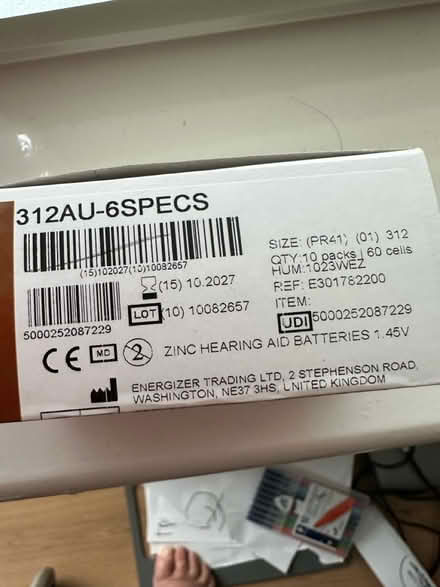 312AU-6SPECS
(15)102027(10)10082657
SIZE: (PR41) (01) 312
QTY:10 packs | 60 cells
HUM:1023WEZ
REF: E301782200
ITEM:
UDI 5000252087229
(15) 10.2027
LOT (10) 10082657
5000252087229
CE MD 2 ZINC HEARING AID BATTERIES 1.45V
ENERGIZER TRADING LTD, 2 STEPHENSON ROAD,
WASHINGTON, NE37 3HS, UNITED KINGDOM